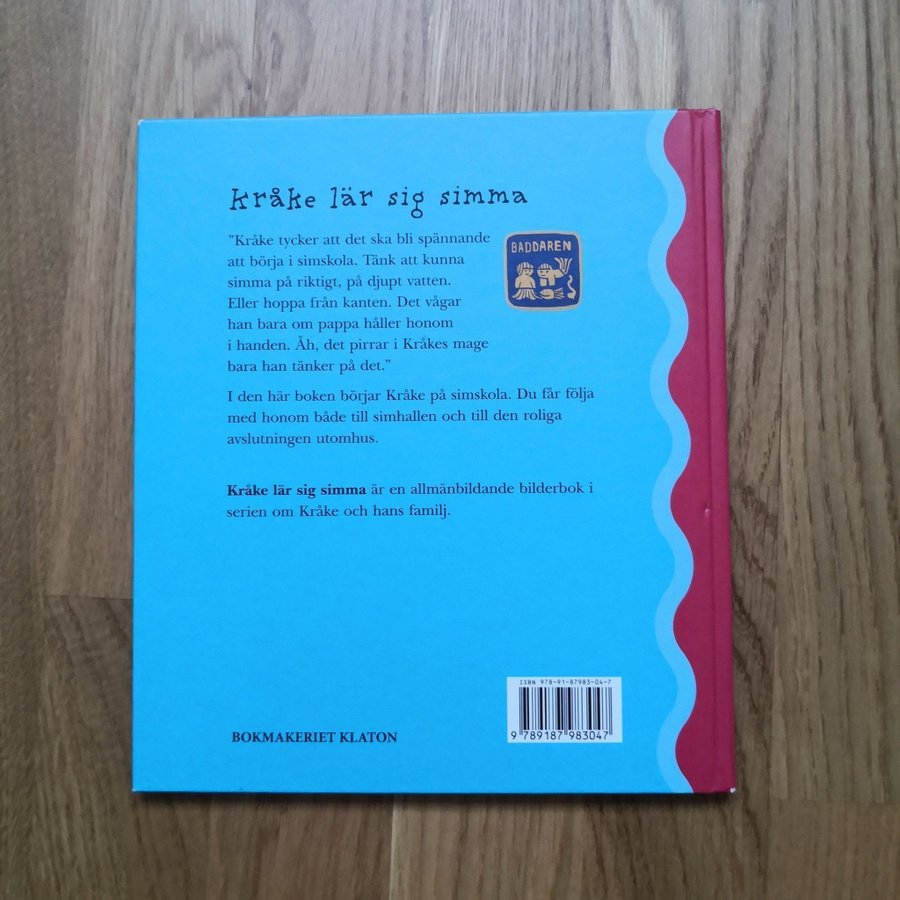 kråke lär sig simma
”Kråke tycker att det ska bli spännande
att börja i simskola. Tänk att kunna
simma på riktigt, på djupt vatten.
Eller hoppa från kanten. Det vågar
han bara om pappa håller honom
i handen. Åh, det pirrar i Kråkes mage
bara han tänker på det.”
BADDAREN
I den här boken börjar Kråke på simskola. Du får följa
med honom både till simhallen och till den roliga
avslutningen utomhus.
Kråke lär sig simma är en allmänbildande bilderbok i
serien om Kråke och hans familj.
BOKMAKERIET KLATON
ISBN 978-91-87983-04-7
9 789187 983047